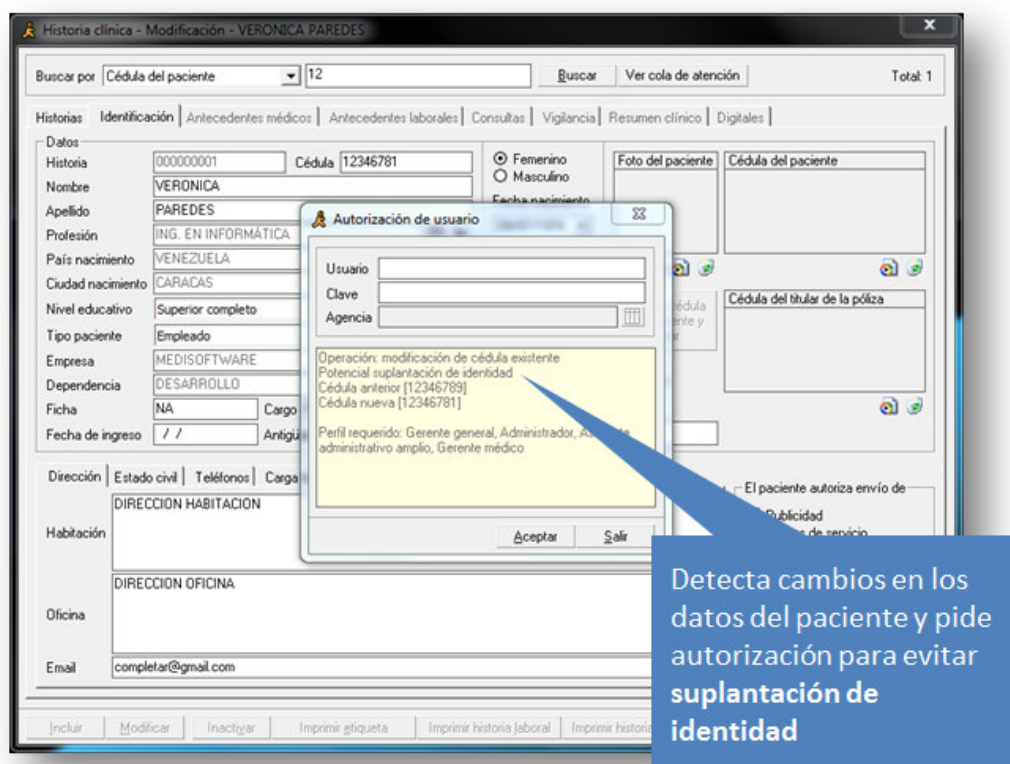 Historia clínica - Modificación - VERONICA PAREDES
x
Buscar por Cédula del paciente 12 Buscar Ver cola de atención Total: 1
Historias Identificación Antecedentes médicos Antecedentes laborales Consultas Vigilancia Resumen clínico Digitales
Datos
Historia 000000001 Cédula 12346781
Nombre VERONICA
Apellido PAREDES
Profesión ING. EN INFORMÁTICA
País nacimiento VENEZUELA
Ciudad nacimiento CARACAS
Nivel educativo Superior completo
Tipo paciente Empleado
Empresa MEDISOFTWARE
Dependencia DESARROLLO
Ficha NA Cargo
Fecha de ingreso / /
Femenino
Masculino
Fecha nacimiento
Foto del paciente
Cédula del paciente
cédula
Cédula del titular de la póliza
Autorización de usuario
Usuario
Clave
Agencia
Operación: modificación de cédula existente
Potencial suplantación de identidad
Cédula anterior [12346789]
Cédula nueva [12346781]
Perfil requerido: Gerente general, Administrador,
administrativo amplio, Gerente médico
Aceptar Salir
Dirección Estado civil Teléfonos Carga
Habitación DIRECCION HABITACION
Oficina DIRECCION OFICINA
Email completar@gmail.com
El paciente autoriza envío de
Publicidad
de servicio
Incluir Modificar Inactivar Imprimir etiqueta Imprimir historia laboral Imprimir historia
Detecta cambios en los
datos del paciente y pide
autorización para evitar
suplantación de
identidad